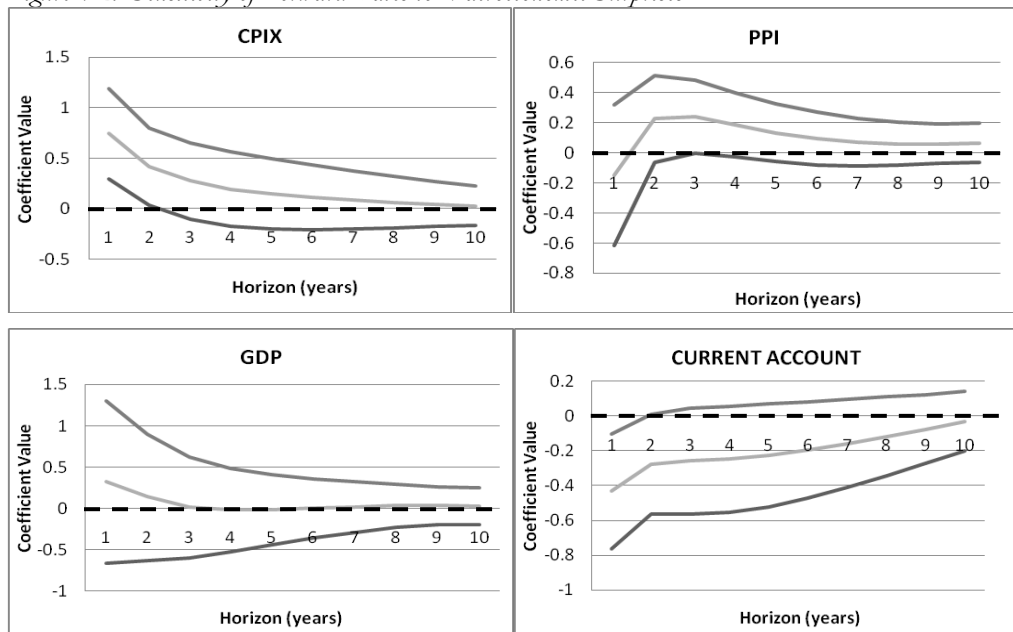 CPIX
1.5
1
0.5
0
-0.5
1 2 3 4 5 6 7 8 9 10
Coefficient Value
Horizon (years)
PPI
0.6
0.4
0.2
0
-0.2
-0.4
-0.6
-0.8
1 2 3 4 5 6 7 8 9 10
Coefficient Value
Horizon (years)
GDP
1.5
1
0.5
0
-0.5
-1
1 2 3 4 5 6 7 8 9 10
Coefficient Value
Horizon (years)
CURRENT ACCOUNT
0.2
0
-0.2
-0.4
-0.6
-0.8
-1
1 2 3 4 5 6 7 8 9 10
Coefficient Value
Horizon (years)